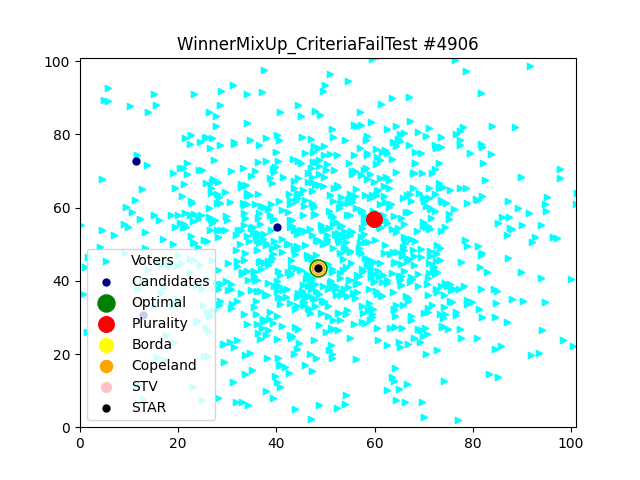 WinnerMixUp_CriteriaFailTest #4906
100
80
60
40
20
0
0
20
40
60
80
100
Voters
Candidates
Optimal
Plurality
Borda
Copeland
STV
STAR